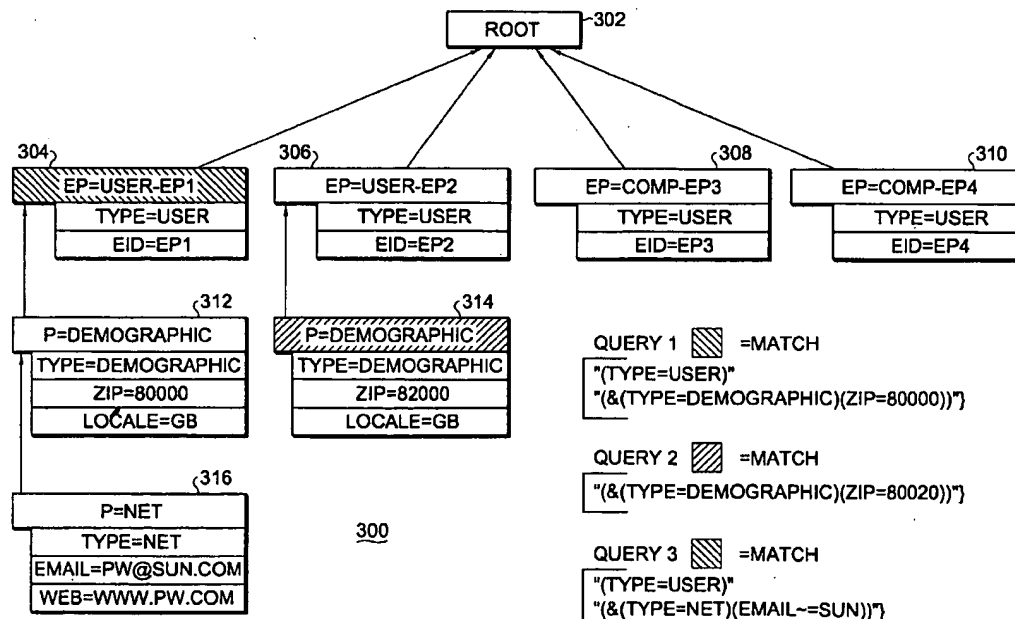 302
ROOT
304
EP=USER-EP1
TYPE=USER
EID=EP1
306
EP=USER-EP2
TYPE=USER
EID=EP2
308
EP=COMP-EP3
TYPE=USER
EID=EP3
310
EP=COMP-EP4
TYPE=USER
EID=EP4
312
P=DEMOGRAPHIC
TYPE=DEMOGRAPHIC
ZIP=80000
LOCALE=GB
314
P=DEMOGRAPHIC
TYPE=DEMOGRAPHIC
ZIP=82000
LOCALE=GB
316
P=NET
TYPE=NET
EMAIL=PW@SUN.COM
WEB=WWW.PW.COM
300
QUERY 1 =MATCH
"(TYPE=USER)"
"(&(TYPE=DEMOGRAPHIC)(ZIP=80000))"}
QUERY 2 =MATCH
"(&(TYPE=DEMOGRAPHIC)(ZIP=80020))"}
QUERY 3 =MATCH
"(TYPE=USER)"
"(&(TYPE=NET)(EMAIL~=SUN))"}